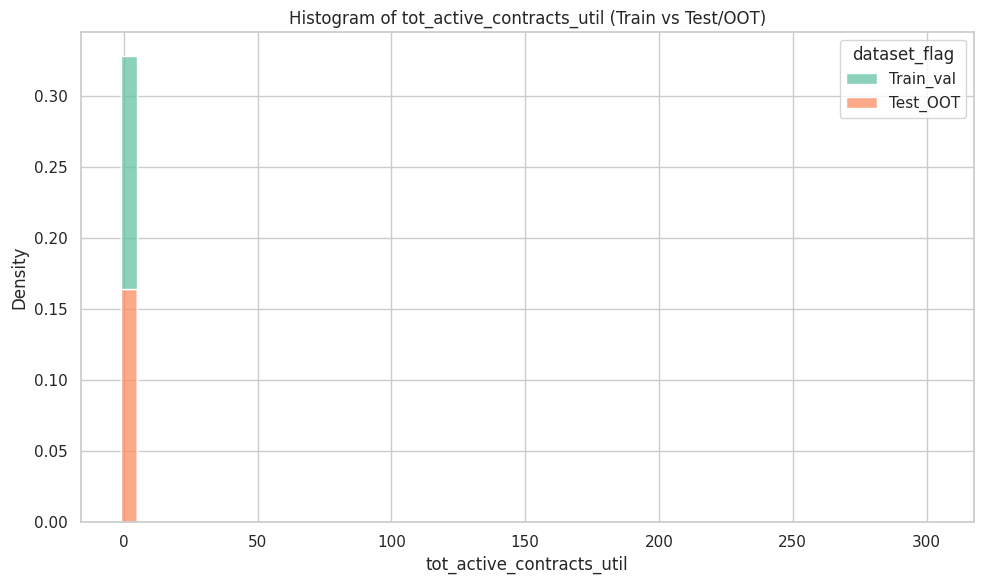 Histogram of tot_active_contracts_util (Train vs Test/OOT)
dataset_flag
Train_val
Test_OOT
Density
0.30
0.25
0.20
0.15
0.10
0.05
0.00
0 50 100 150 200 250 300
tot_active_contracts_util